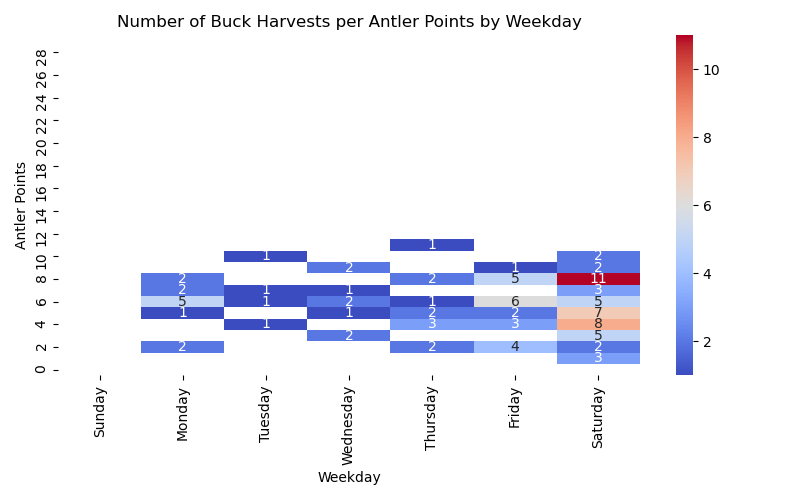 Number of Buck Harvests per Antler Points by Weekday
28
26
24
22
20
18
16
14
12
10
8
6
4
2
0
Antler Points
1
1 2
2 1 2
2 2 5 11
2 1 1 3
5 1 2 1 6 5
1 1 2 2 7
1 3 3 8
2 5
2 2 4 2
3
Sunday Monday Tuesday Wednesday Thursday Friday Saturday
Weekday
10
8
6
4
2